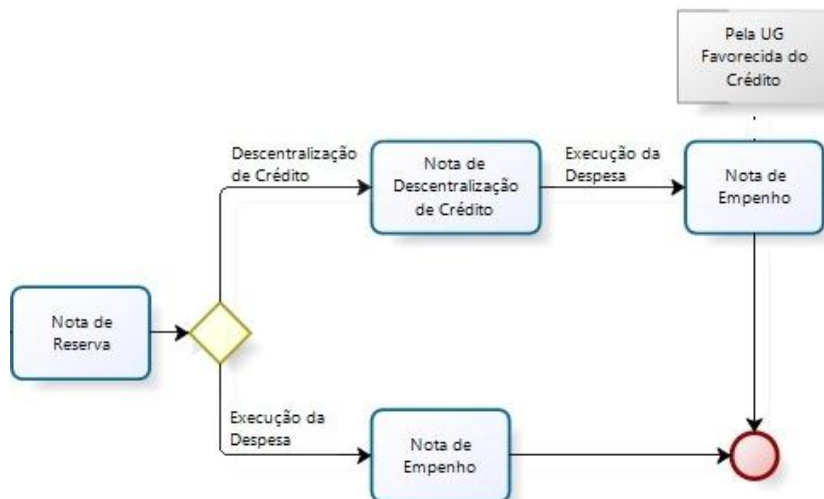 Pela UG
Favorecida do
Crédito
Descentralização
de Crédito
Nota de
Descentralização
de Crédito
Execução da
Despesa
Nota de
Empenho
Nota de
Reserva
Execução da
Despesa
Nota de
Empenho